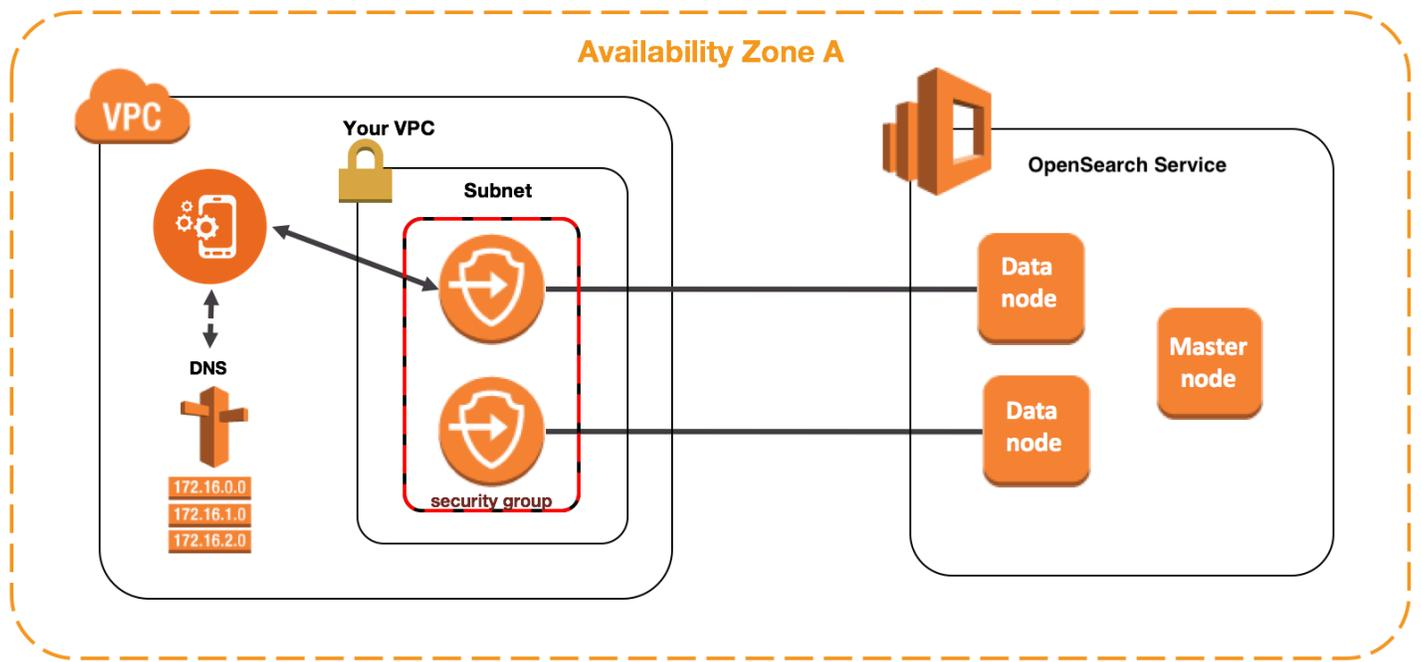 Availability Zone A
VPC
Your VPC
Subnet
DNS
172.16.0.0
172.16.1.0
172.16.2.0
security group
OpenSearch Service
Data
node
Data
node
Master
node